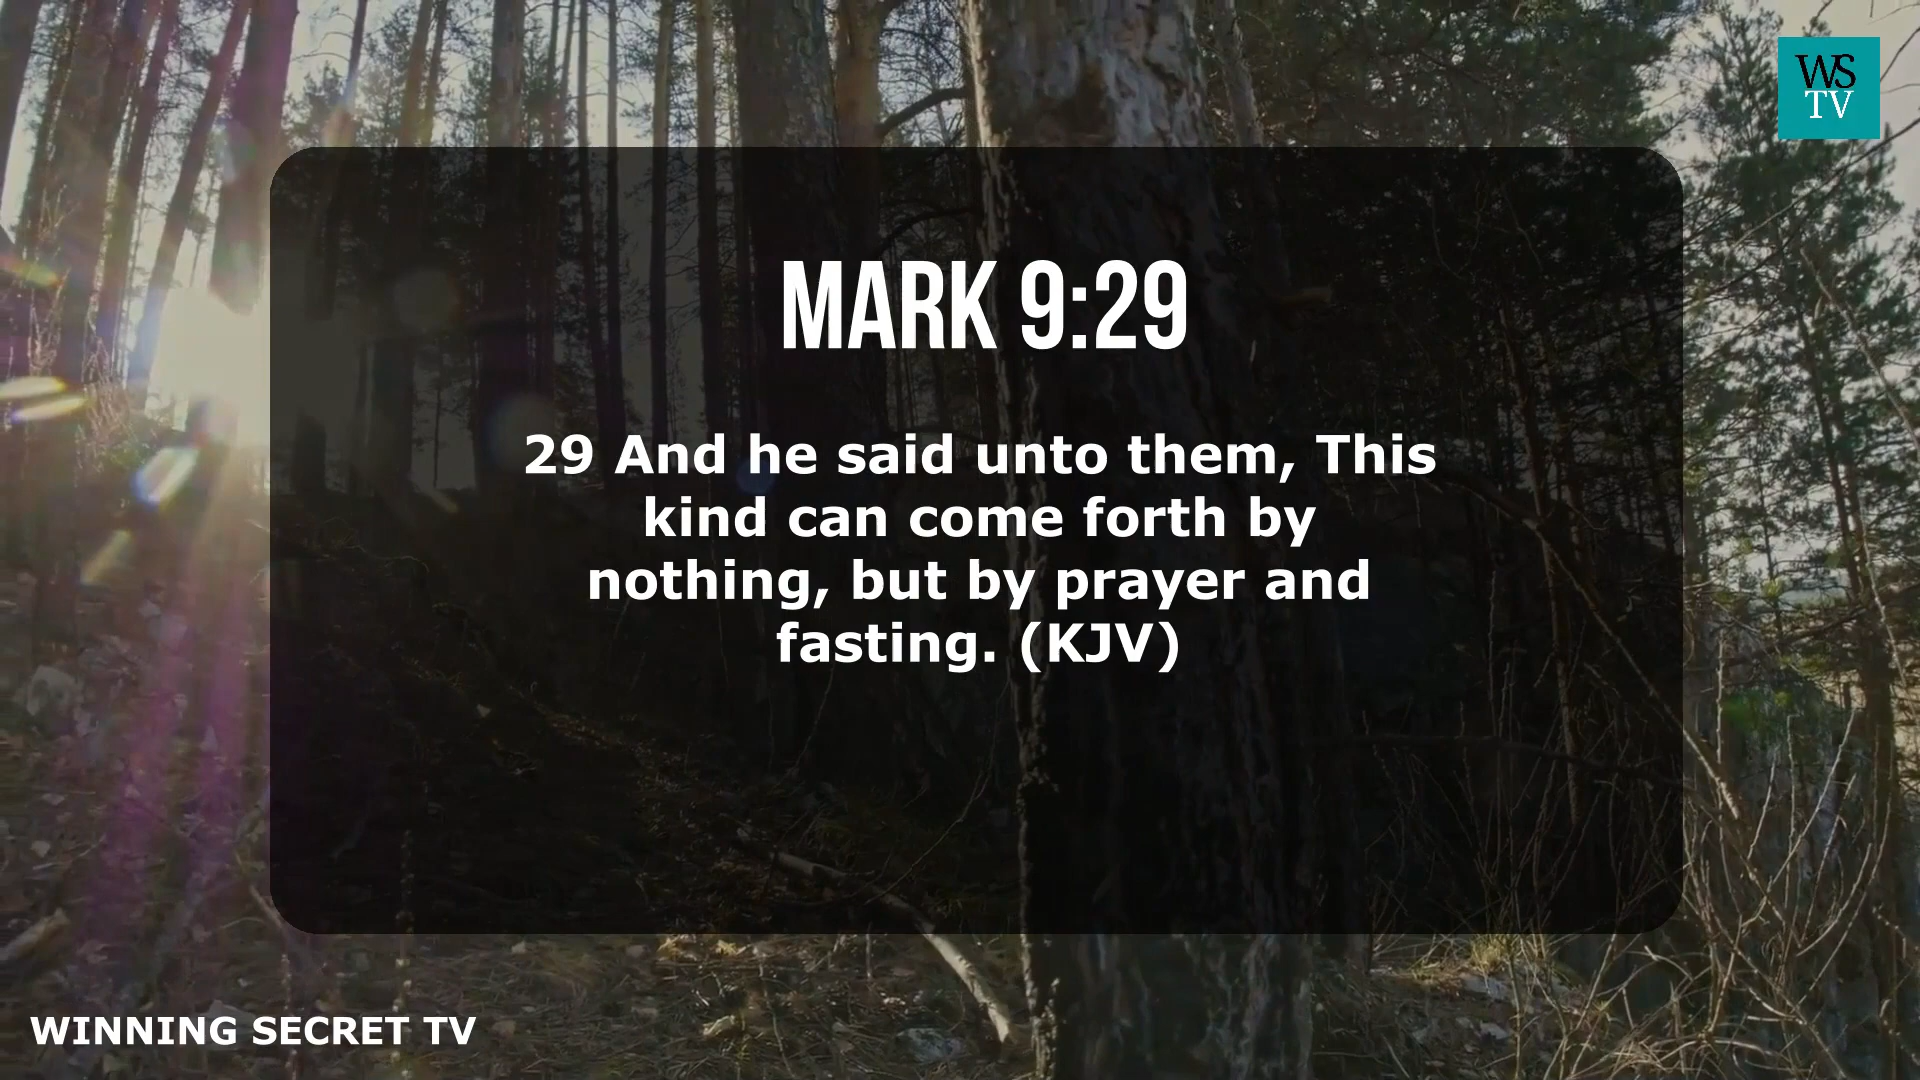 WS
TV
MARK 9:29
29 And he said unto them, This
kind can come forth by
nothing, but by prayer and
fasting. (KJV)
WINNING SECRET TV